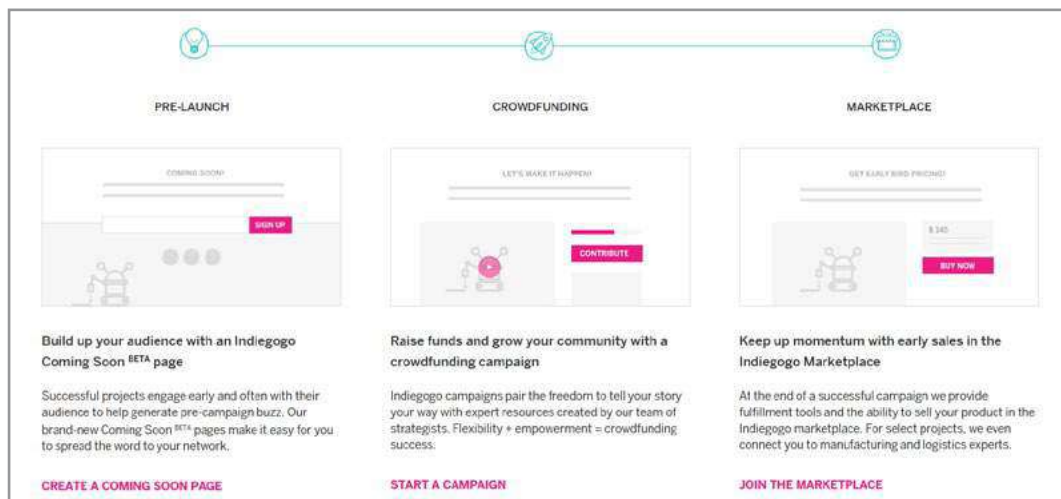 PRE-LAUNCH
CROWDFUNDING
MARKETPLACE
COMING SOON!
SIGN UP
LET'S MAKE IT HAPPEN!
CONTRIBUTE
GET EARLY BIRD PRICING!
$ 240
BUY NOW
Build up your audience with an Indiegogo
Coming Soon BETA page
Successful projects engage early and often with their
audience to help generate pre-campaign buzz. Our
brand-new Coming Soon BETA pages make it easy for you
to spread the word to your network.
CREATE A COMING SOON PAGE
Raise funds and grow your community with a
crowdfunding campaign
Indiegogo campaigns pair the freedom to tell your story
your way with expert resources created by our team of
strategists. Flexibility + empowerment = crowdfunding
success.
START A CAMPAIGN
Keep up momentum with early sales in the
Indiegogo Marketplace
At the end of a successful campaign we provide
fulfillment tools and the ability to sell your product in the
Indiegogo marketplace. For select projects, we even
connect you to manufacturing and logistics experts.
JOIN THE MARKETPLACE